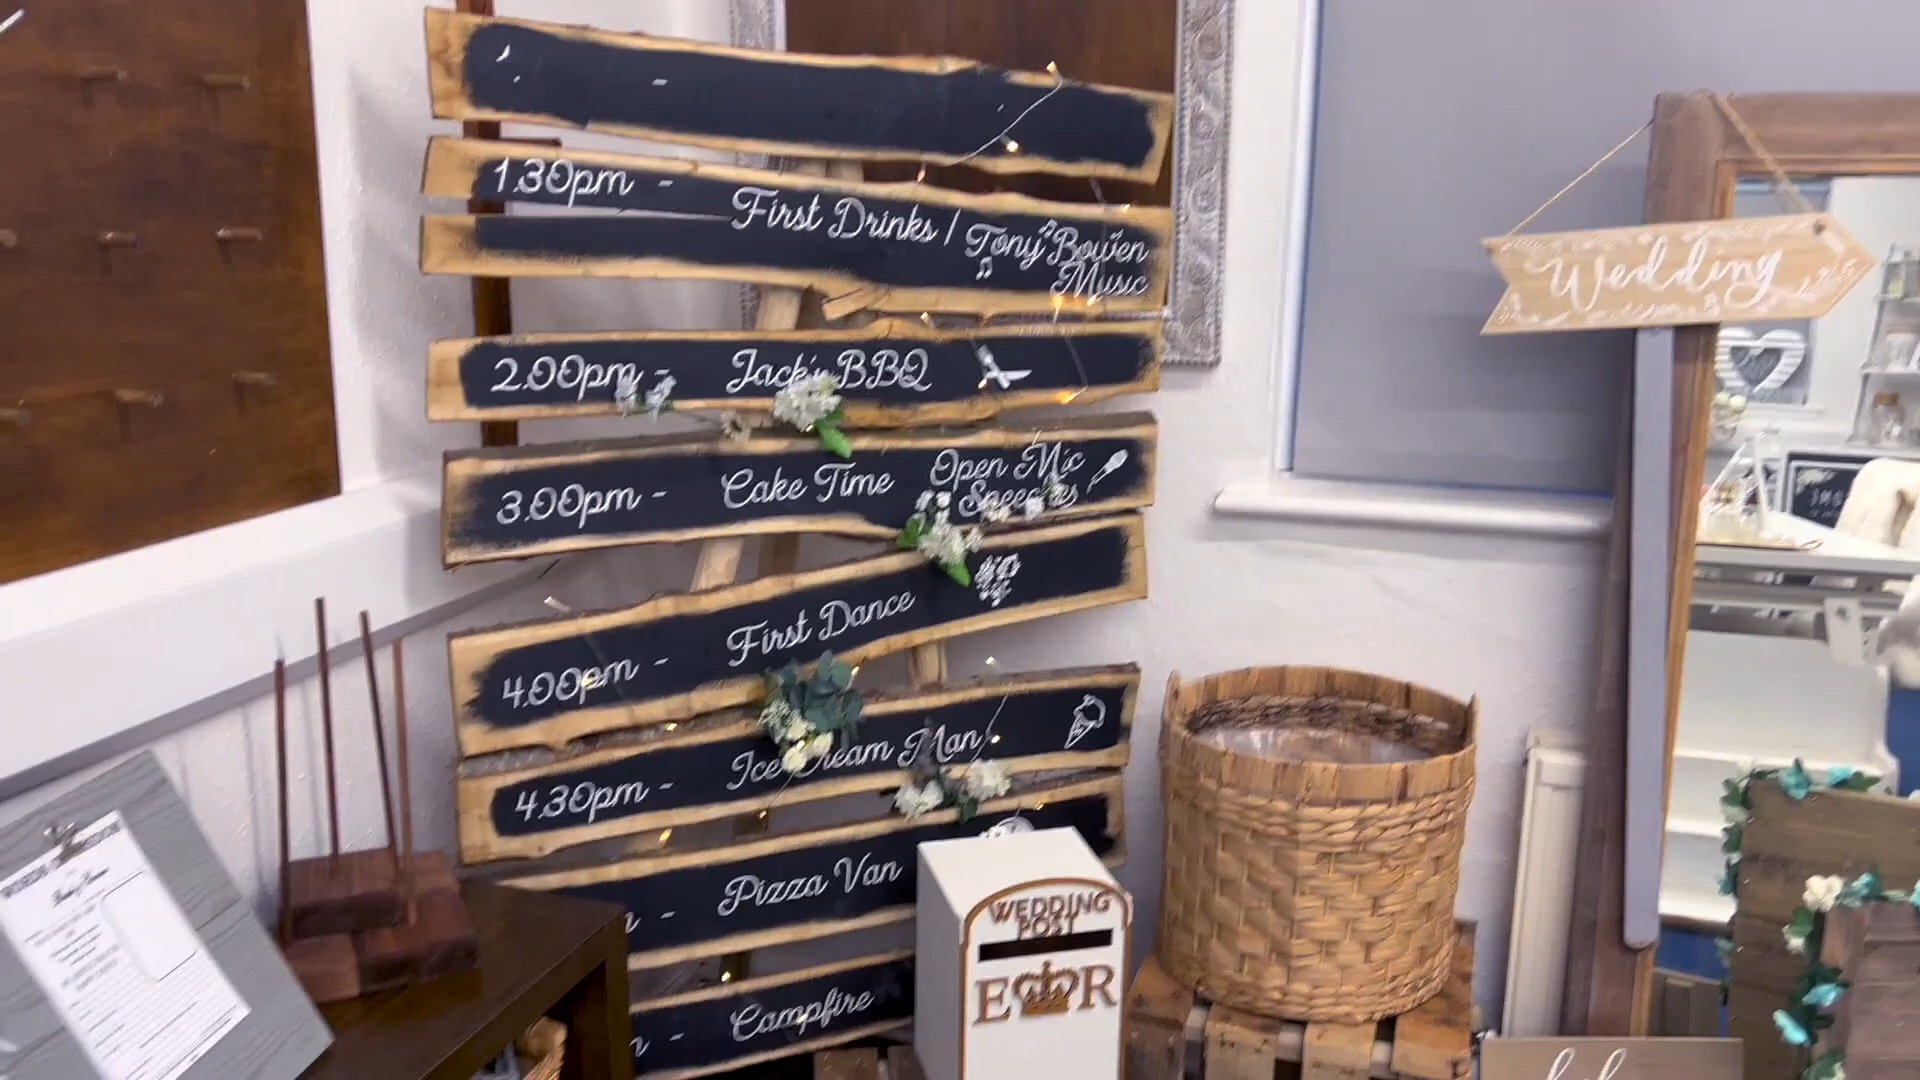 1.30pm - First Drinks / Tony Bowen
Music
2.00pm - Jack's BBQ
3.00pm - Cake Time Open Mic
Speeches
4.00pm - First Dance
4.30pm - Ice Cream Man
- Pizza Van
- Campfire
WEDDING
POST
E R
Wedding